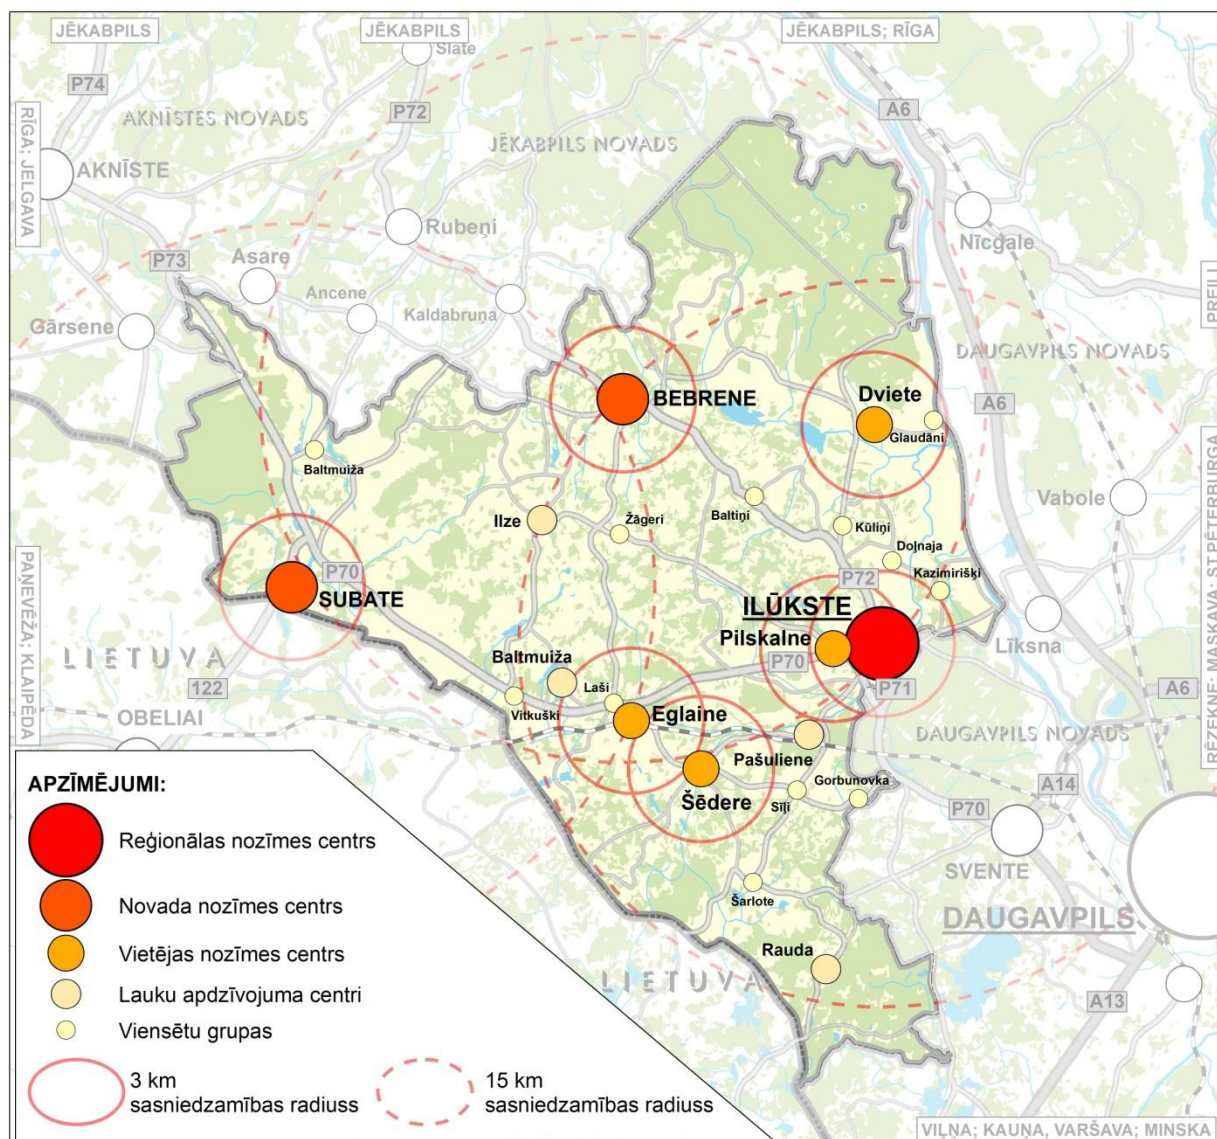 JĒKABPILS
JĒKABPILS
JĒKABPILS; RĪGA
Slate
P74
P72
A6
AKNĪSTES NOVADS
JĒKABPILS NOVADS
RĪGA; JELGAVA
AKNĪSTE
Rubeņi
Nīcgale
P73
Asare
Ancene
Kaldabruņa
PREIĻI
Gārsene
DAUGAVPILS NOVADS
BEBRENE
Dviete
A6
Glaudāni
Baltmuiža
RĒZEKNE; MASKAVA; ST.PĒTERBURGA
Vabole
Baltiņi
Ilze
Žāgeri
Kūliņi
Doļnaja
PAŅEVĒŽA; KLAIPĒDA
P70
P72
Kazimirišķi
SUBATE
ILŪKSTE
Pilskalne
Līksna
LIETUVA
Baltmuiža
P70
122
Laši
P71
A6
Vitkuški
Eglaine
OBELIAI
DAUGAVPILS NOVADS
Pašuliene
Gorbunovka
A14
Šēdere
Sīļi
P70
SVENTE
Šarlote
DAUGAVPILS
Rauda
LIETUVA
A13
APZĪMĒJUMI:
Reģionālas nozīmes centrs
Novada nozīmes centrs
Vietējas nozīmes centrs
Lauku apdzīvojuma centri
Viensētu grupas
3 km
sasniedzamības radiuss
15 km
sasniedzamības radiuss
VIĻŅA; KAUŅA, VARŠAVA; MINSKA